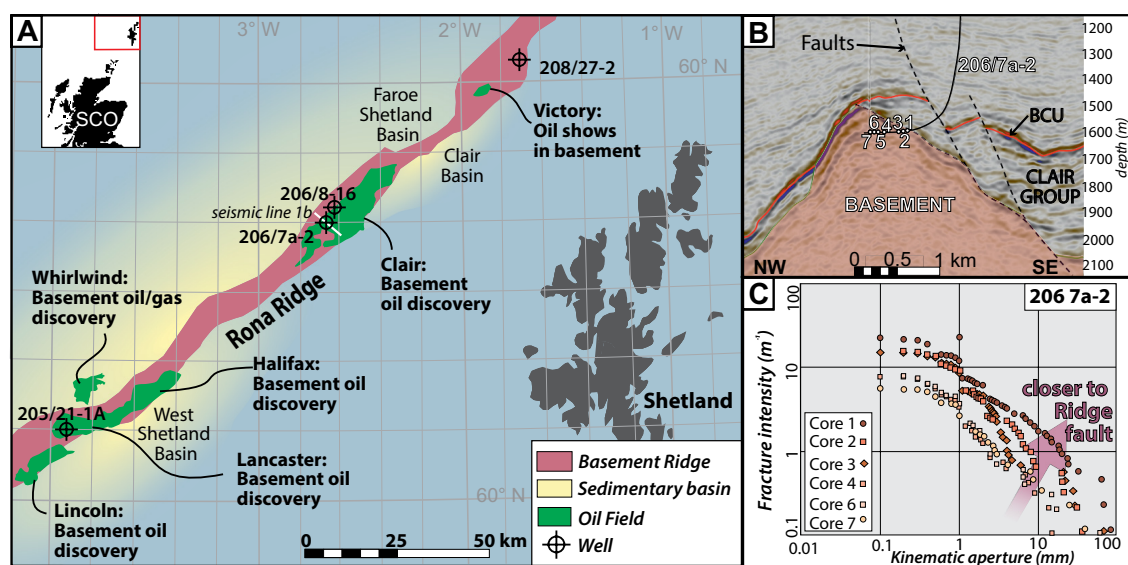 A
3° W
2° W
1° W
60° N
SCO
208/27-2
Faroe
Shetland
Basin
Victory:
Oil shows
in basement
Clair
Basin
206/8-16
seismic line 1b
206/7a-2
Whirlwind:
Basement oil/gas
discovery
Clair:
Basement
oil discovery
Rona Ridge
Halifax:
Basement oil
discovery
205/21-1A
West
Shetland
Basin
Shetland
Lancaster:
Basement oil
discovery
Lincoln:
Basement oil
discovery
60° N
Basement Ridge
Sedimentary basin
Oil Field
Well
0 25 50 km
B
Faults
206/7a-2
BCU
6 4 3 1
7 5 2
CLAIR
GROUP
BASEMENT
NW
0 0.5 1 km
SE
1200
1300
1400
1500
1600
1700
1800
1900
2000
2100
depth (m)
C
206 7a-2
100
10
1
0.1
Fracture intensity (m⁻¹)
closer to
Ridge
fault
Core 1
Core 2
Core 3
Core 4
Core 6
Core 7
0.01 0.1 1 10 100
Kinematic aperture (mm)